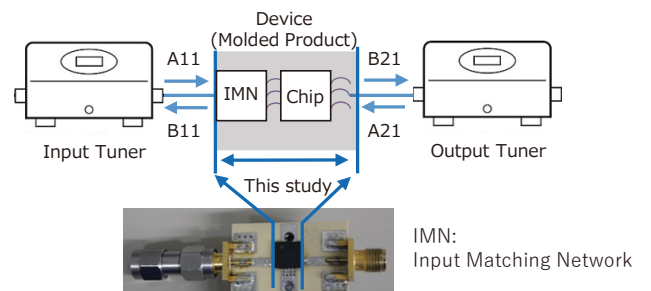 Device
(Molded Product)
A11
B21
IMN
Chip
B11
A21
Input Tuner
Output Tuner
This study
IMN:
Input Matching Network